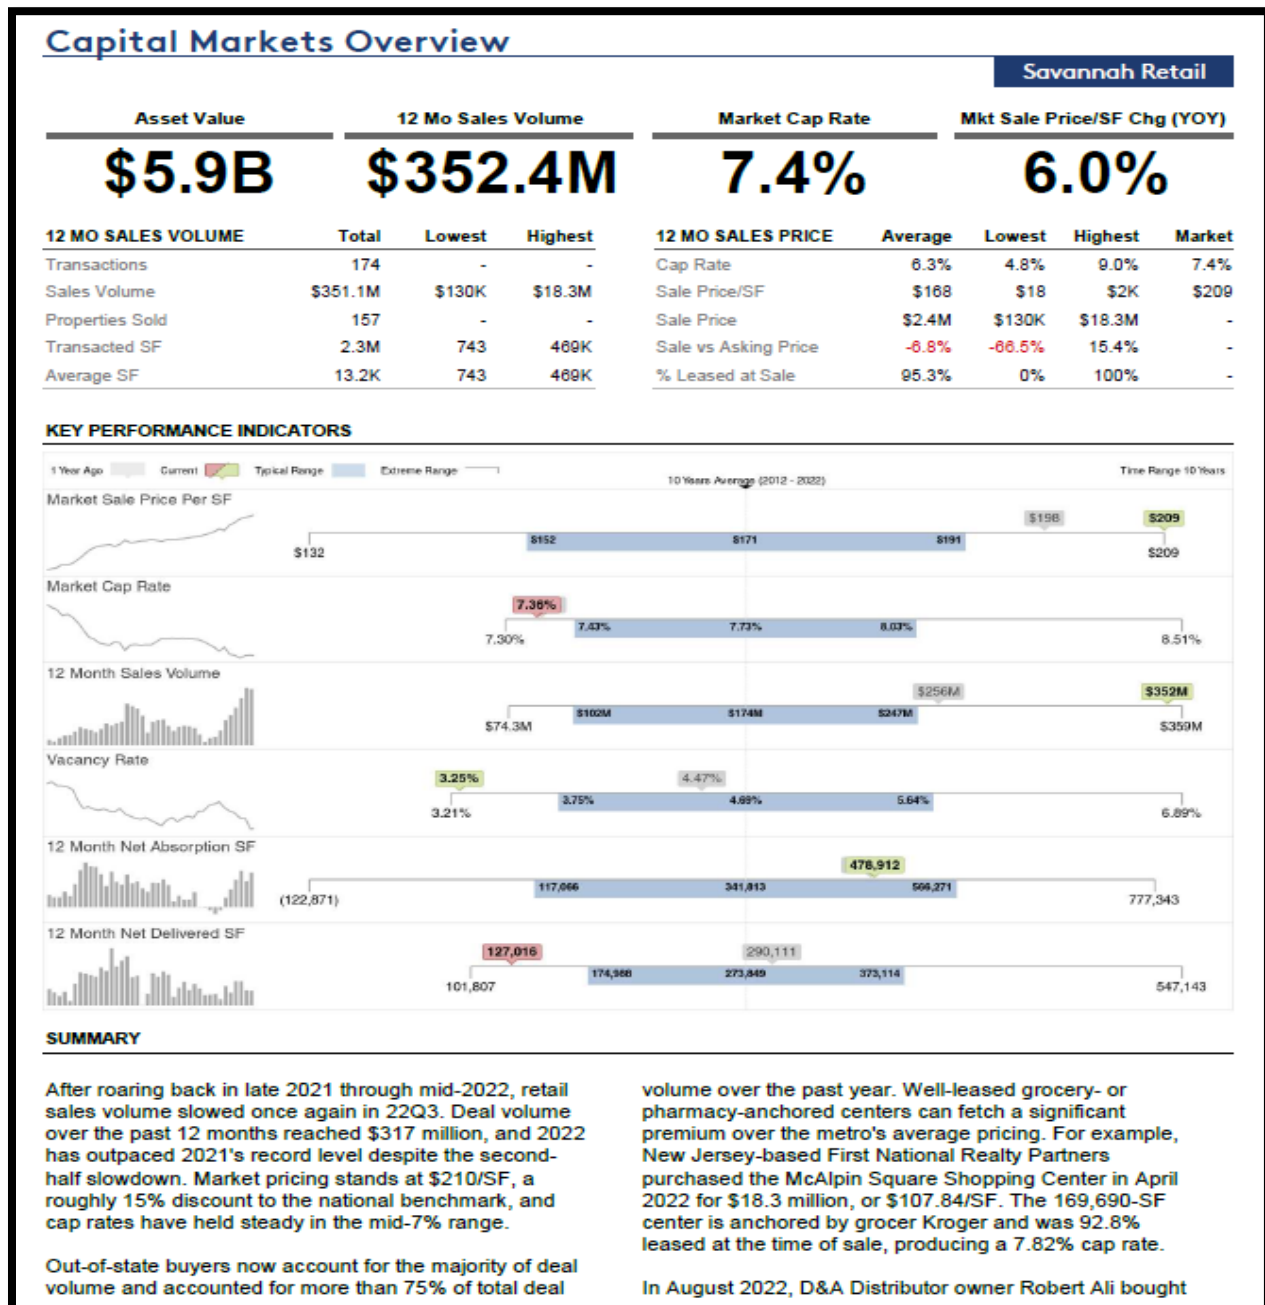 Capital Markets Overview
Savannah Retail
Asset Value 12 Mo Sales Volume Market Cap Rate Mkt Sale Price/SF Chg (YOY)
$5.9B $352.4M 7.4% 6.0%
12 MO SALES VOLUME Total Lowest Highest
Transactions 174 - -
Sales Volume $351.1M $130K $18.3M
Properties Sold 157 - -
Transacted SF 2.3M 743 469K
Average SF 13.2K 743 469K
12 MO SALES PRICE Average Lowest Highest Market
Cap Rate 6.3% 4.8% 9.0% 7.4%
Sale Price/SF $168 $18 $2K $209
Sale Price $2.4M $130K $18.3M -
Sale vs Asking Price -6.8% -66.5% 15.4% -
% Leased at Sale 95.3% 0% 100% -
KEY PERFORMANCE INDICATORS
1 Year Ago Current Typical Range Extreme Range Time Range 10 Years
10 Years Average (2012 - 2022)
Market Sale Price Per SF
$198 $209
$152 $171 $191
$132 $209
Market Cap Rate
7.36%
7.43% 7.73% 8.03%
7.30% 8.51%
12 Month Sales Volume
$256M $352M
$102M $174M $247M
$74.3M $359M
Vacancy Rate
3.25% 4.47%
3.75% 4.69% 5.64%
3.21% 6.89%
12 Month Net Absorption SF
478,912
117,066 341,813 566,271
(122,871) 777,343
12 Month Net Delivered SF
127,016 290,111
174,988 273,849 373,114
101,807 547,143
SUMMARY
After roaring back in late 2021 through mid-2022, retail
sales volume slowed once again in 22Q3. Deal volume
over the past 12 months reached $317 million, and 2022
has outpaced 2021's record level despite the second-
half slowdown. Market pricing stands at $210/SF, a
roughly 15% discount to the national benchmark, and
cap rates have held steady in the mid-7% range.
Out-of-state buyers now account for the majority of deal
volume and accounted for more than 75% of total deal
volume over the past year. Well-leased grocery- or
pharmacy-anchored centers can fetch a significant
premium over the metro's average pricing. For example,
New Jersey-based First National Realty Partners
purchased the McAlpin Square Shopping Center in April
2022 for $18.3 million, or $107.84/SF. The 169,690-SF
center is anchored by grocer Kroger and was 92.8%
leased at the time of sale, producing a 7.82% cap rate.
In August 2022, D&A Distributor owner Robert Ali bought